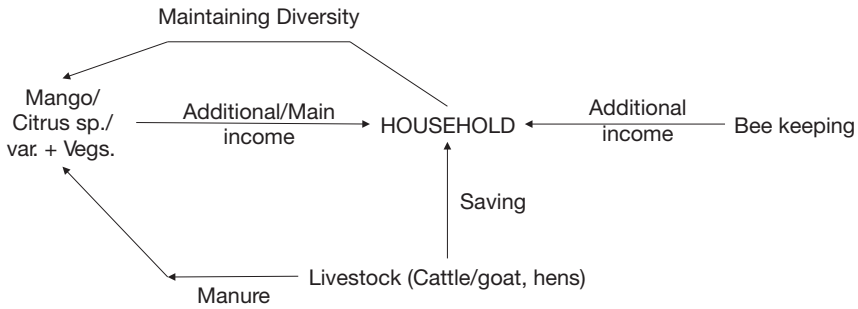 Maintaining Diversity
Mango/
Citrus sp./
var. + Vegs.
Additional/Main
income
HOUSEHOLD
Additional
income
Bee keeping
Saving
Livestock (Cattle/goat, hens)
Manure